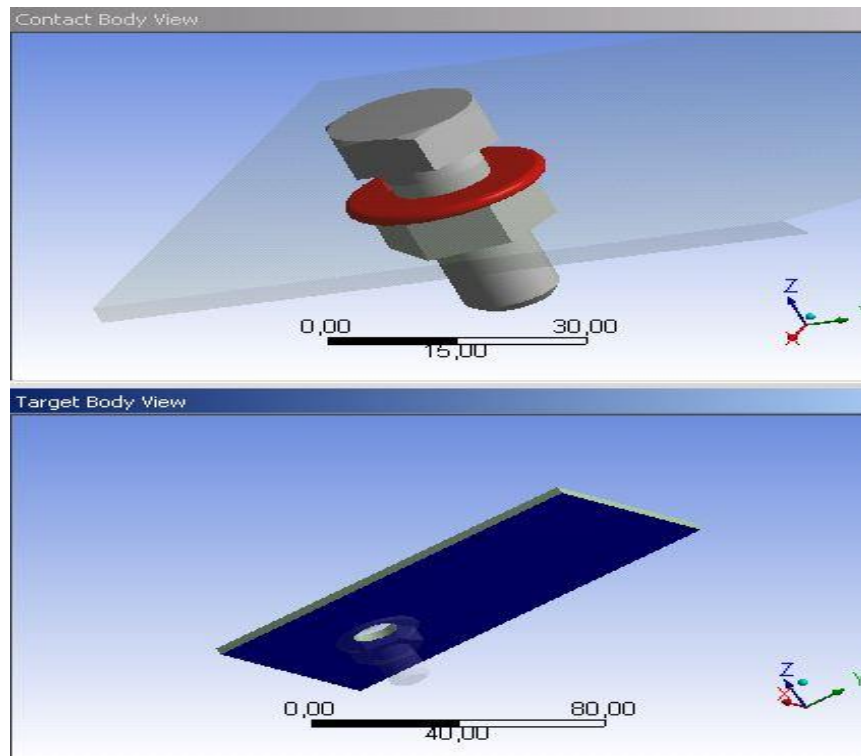 Contact Body View
Z
X
0,00 30,00
15,00
Target Body View
Z
X Y
0,00 80,00
40,00